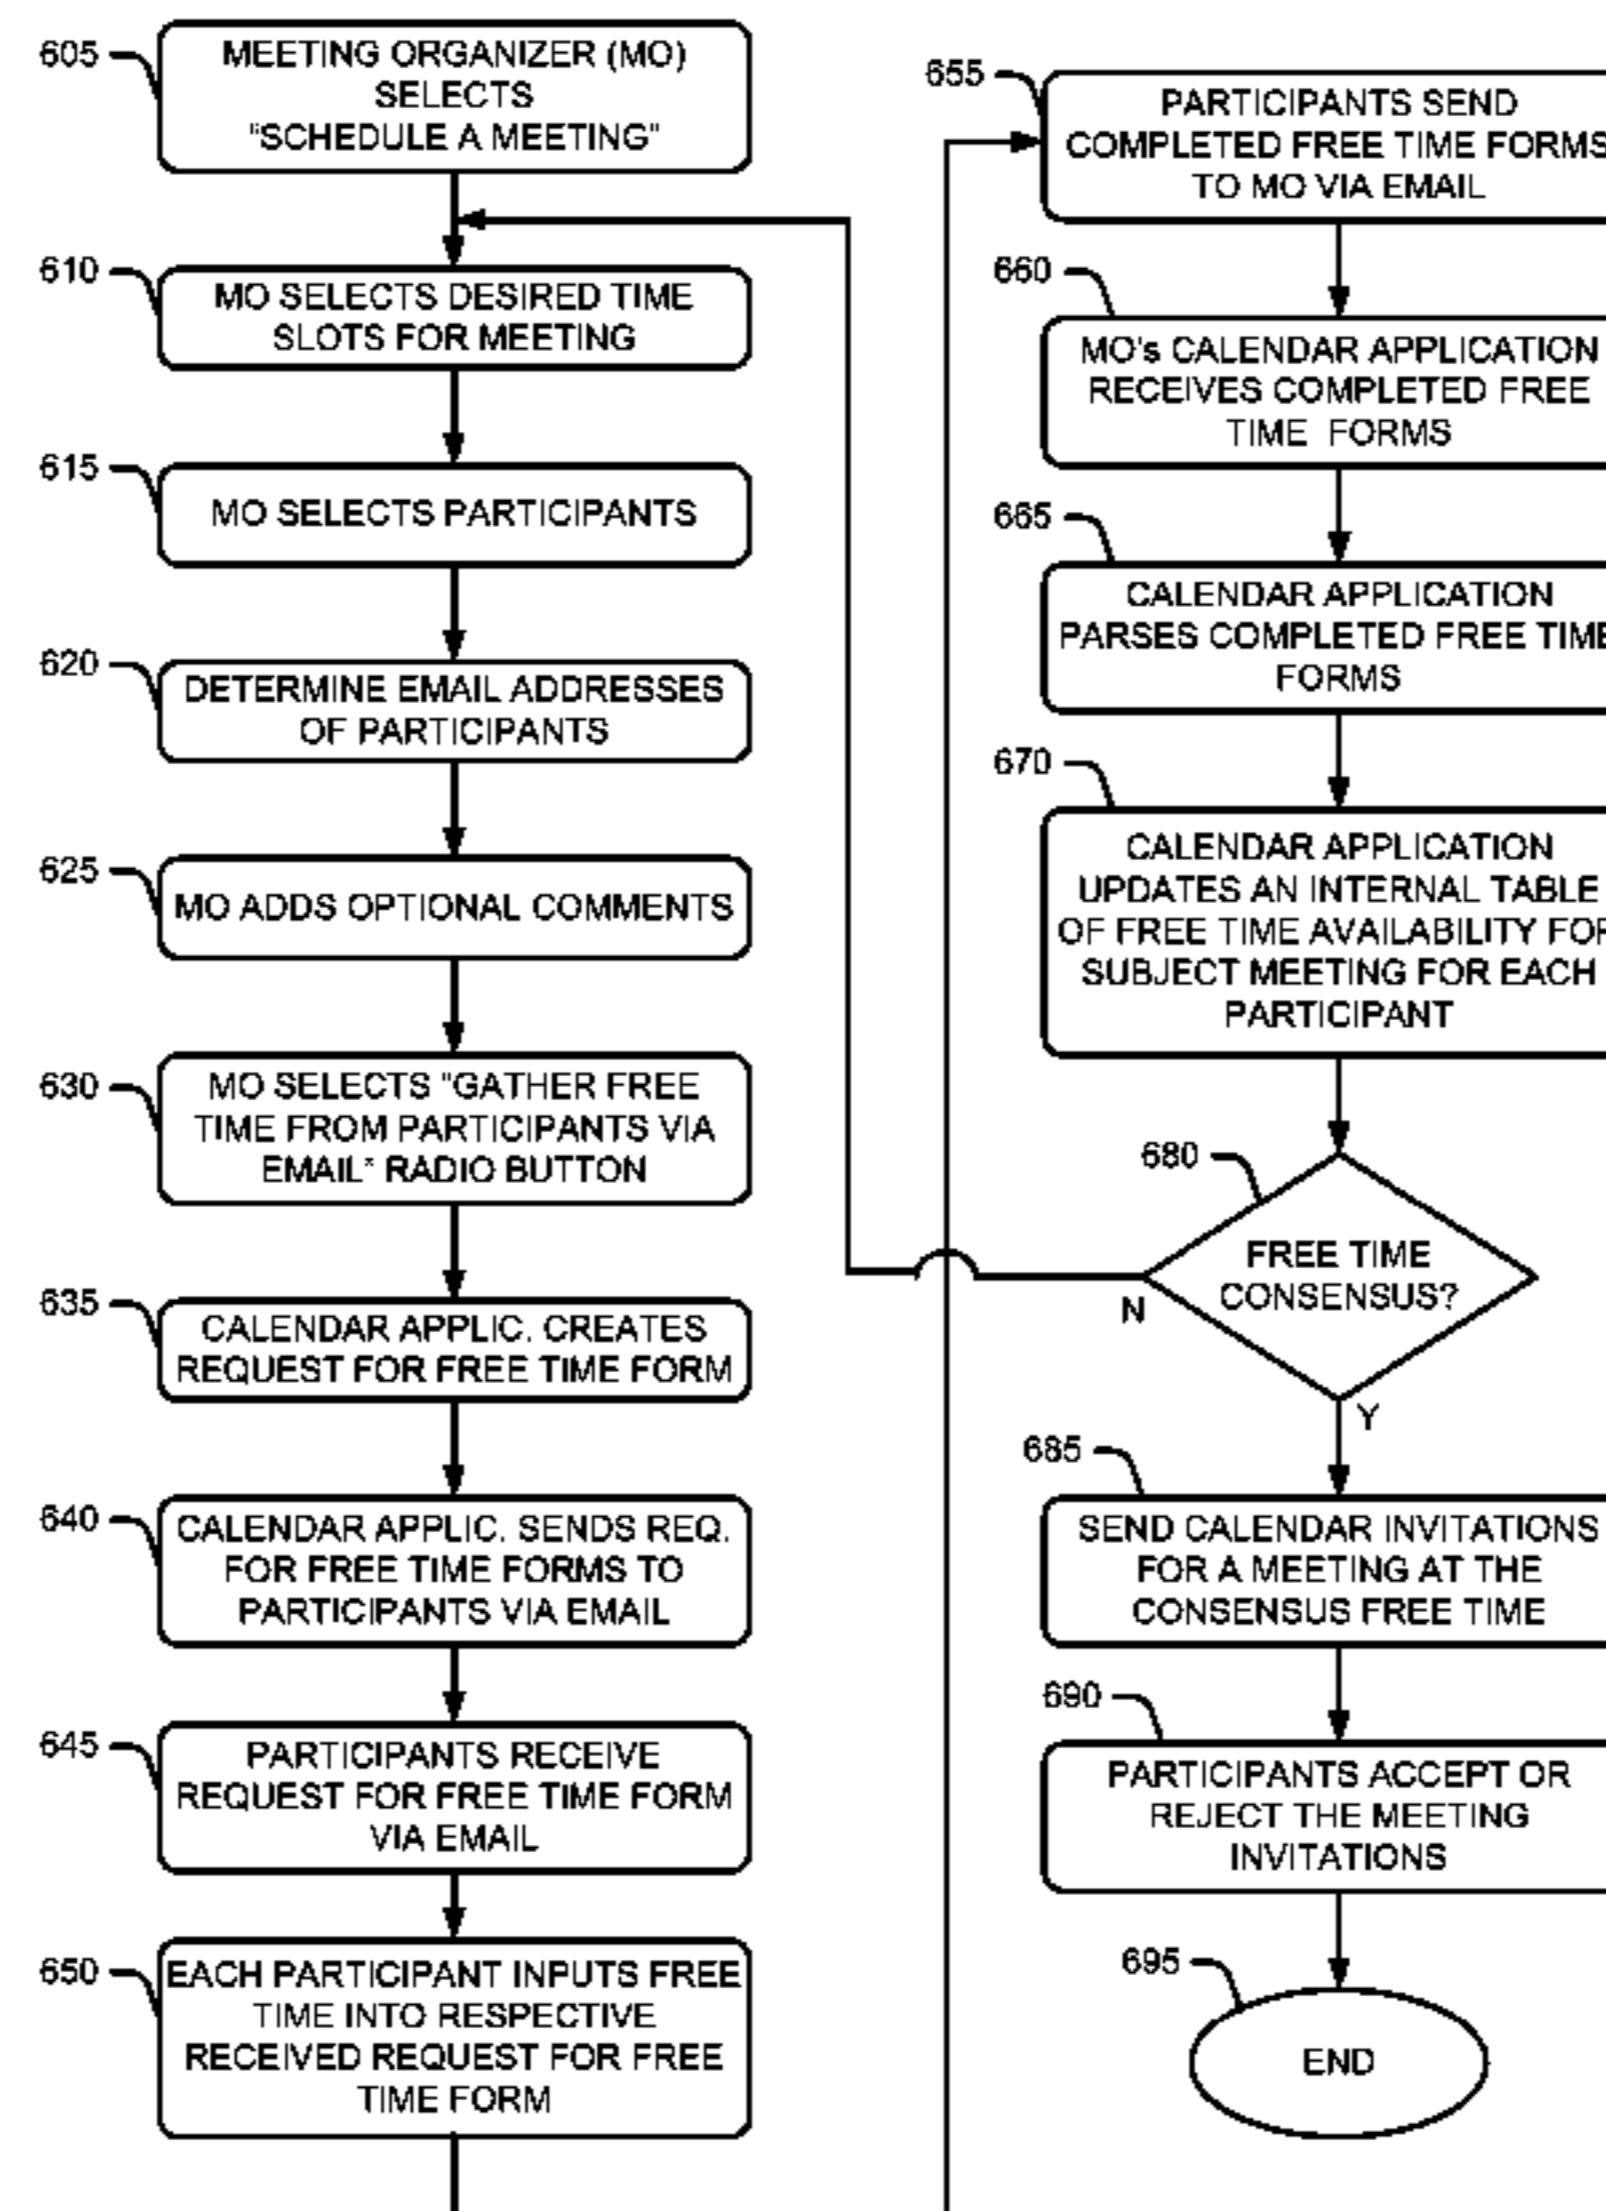 605
MEETING ORGANIZER (MO)
SELECTS
"SCHEDULE A MEETING"
610
MO SELECTS DESIRED TIME
SLOTS FOR MEETING
615
MO SELECTS PARTICIPANTS
620
DETERMINE EMAIL ADDRESSES
OF PARTICIPANTS
625
MO ADDS OPTIONAL COMMENTS
630
MO SELECTS "GATHER FREE
TIME FROM PARTICIPANTS VIA
EMAIL" RADIO BUTTON
635
CALENDAR APPLIC. CREATES
REQUEST FOR FREE TIME FORM
640
CALENDAR APPLIC. SENDS REQ.
FOR FREE TIME FORMS TO
PARTICIPANTS VIA EMAIL
645
PARTICIPANTS RECEIVE
REQUEST FOR FREE TIME FORM
VIA EMAIL
650
EACH PARTICIPANT INPUTS FREE
TIME INTO RESPECTIVE
RECEIVED REQUEST FOR FREE
TIME FORM
655
PARTICIPANTS SEND
COMPLETED FREE TIME FORMS
TO MO VIA EMAIL
660
MO's CALENDAR APPLICATION
RECEIVES COMPLETED FREE
TIME FORMS
665
CALENDAR APPLICATION
PARSES COMPLETED FREE TIME
FORMS
670
CALENDAR APPLICATION
UPDATES AN INTERNAL TABLE
OF FREE TIME AVAILABILITY FOR
SUBJECT MEETING FOR EACH
PARTICIPANT
680
FREE TIME
CONSENSUS?
N
Y
685
SEND CALENDAR INVITATIONS
FOR A MEETING AT THE
CONSENSUS FREE TIME
690
PARTICIPANTS ACCEPT OR
REJECT THE MEETING
INVITATIONS
695
END